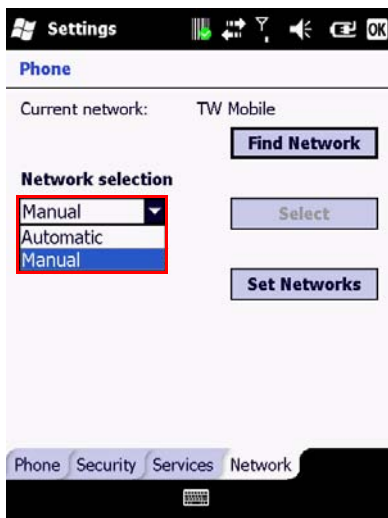 Settings
OK
Phone
Current network: TW Mobile
Find Network
Network selection
Manual
Select
Automatic
Manual
Set Networks
Phone Security Services Network